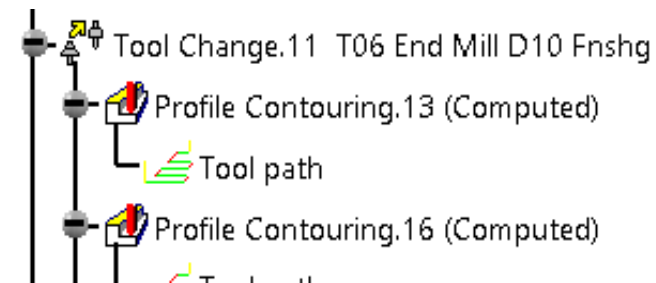 Tool Change.11 T06 End Mill D10 Fnshg
Profile Contouring.13 (Computed)
Tool path
Profile Contouring.16 (Computed)